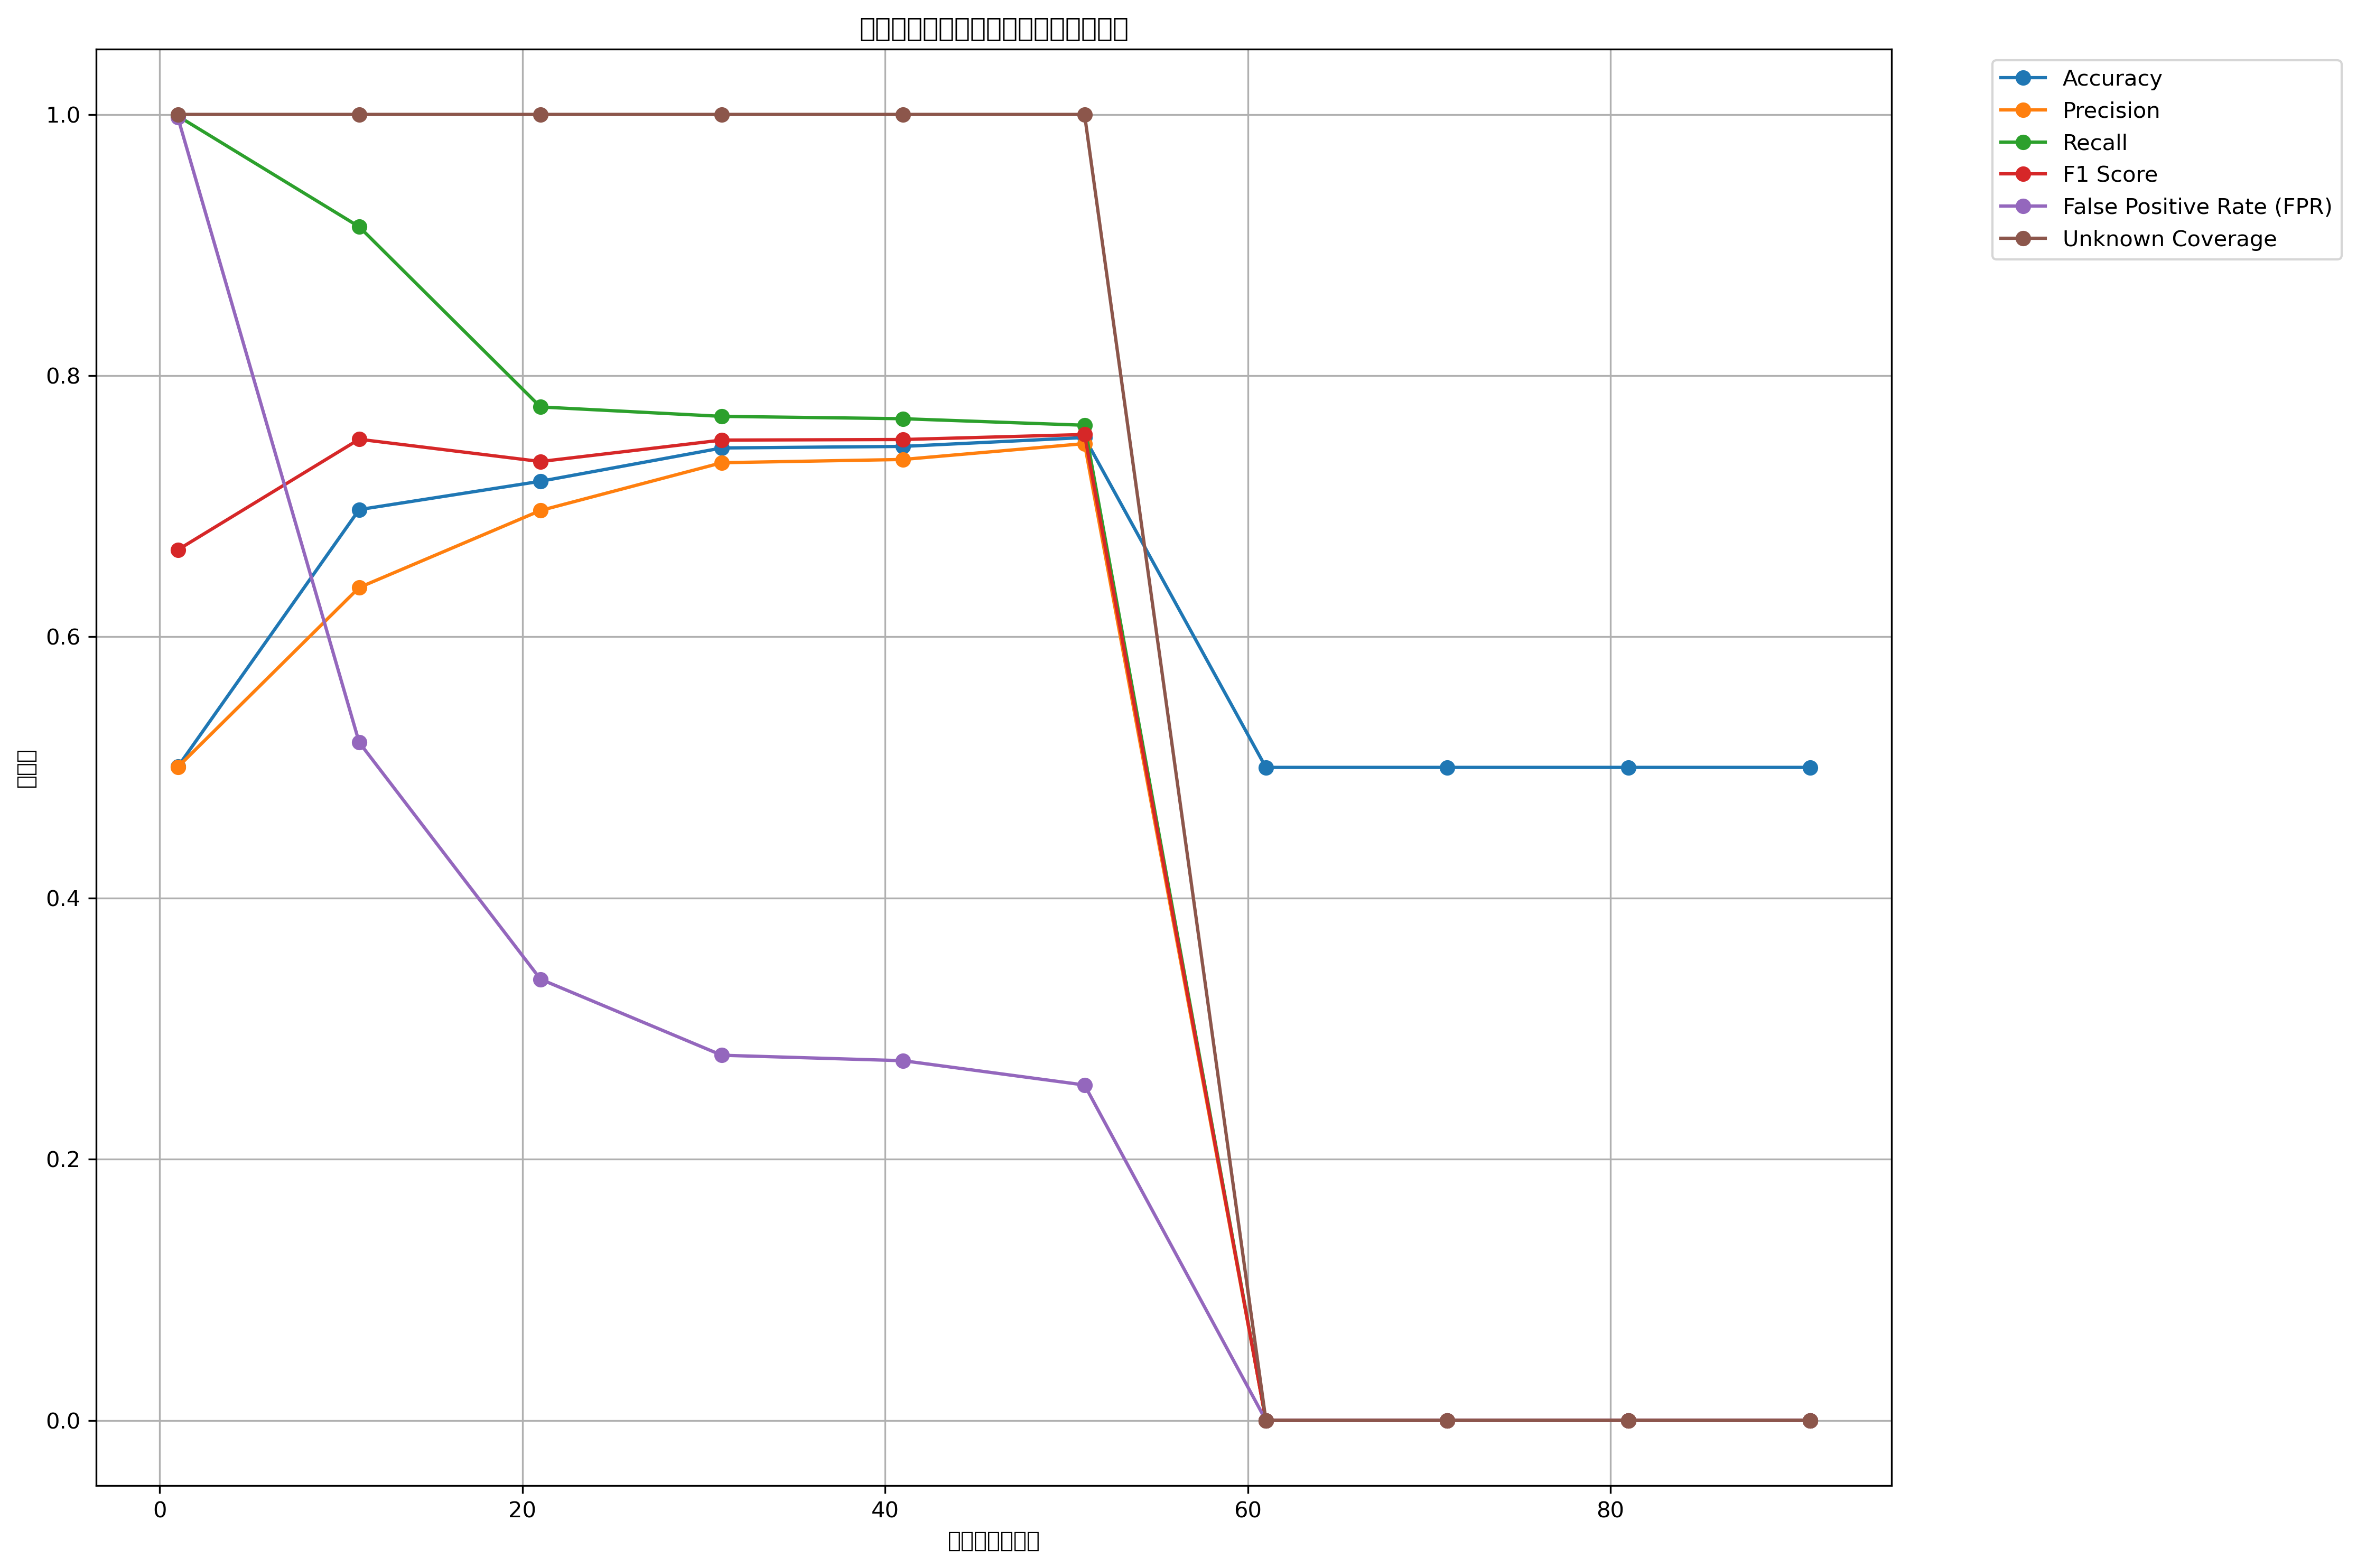 1.0
0.8
0.6
0.4
0.2
0.0
0
20
40
60
80
Accuracy
Precision
Recall
F1 Score
False Positive Rate (FPR)
Unknown Coverage